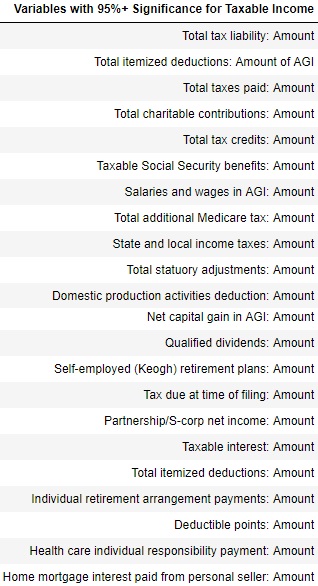 Variables with 95%+ Significance for Taxable Income
Total tax liability: Amount
Total itemized deductions: Amount of AGI
Total taxes paid: Amount
Total charitable contributions: Amount
Total tax credits: Amount
Taxable Social Security benefits: Amount
Salaries and wages in AGI: Amount
Total additional Medicare tax: Amount
State and local income taxes: Amount
Total statuory adjustments: Amount
Domestic production activities deduction: Amount
Net capital gain in AGI: Amount
Qualified dividends: Amount
Self-employed (Keogh) retirement plans: Amount
Tax due at time of filing: Amount
Partnership/S-corp net income: Amount
Taxable interest: Amount
Total itemized deductions: Amount
Individual retirement arrangement payments: Amount
Deductible points: Amount
Health care individual responsibility payment: Amount
Home mortgage interest paid from personal seller: Amount